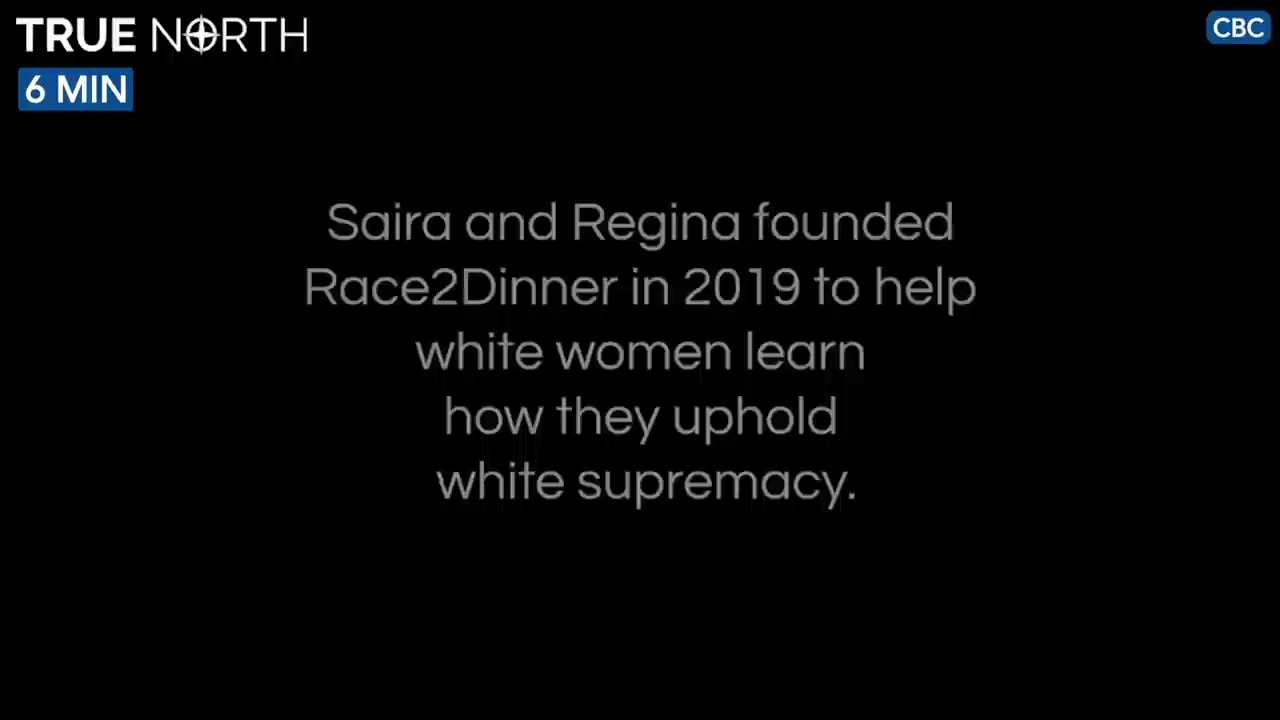 TRUE NORTH
CBC
6 MIN
Saira and Regina founded
Race2Dinner in 2019 to help
white women learn
how they uphold
white supremacy.